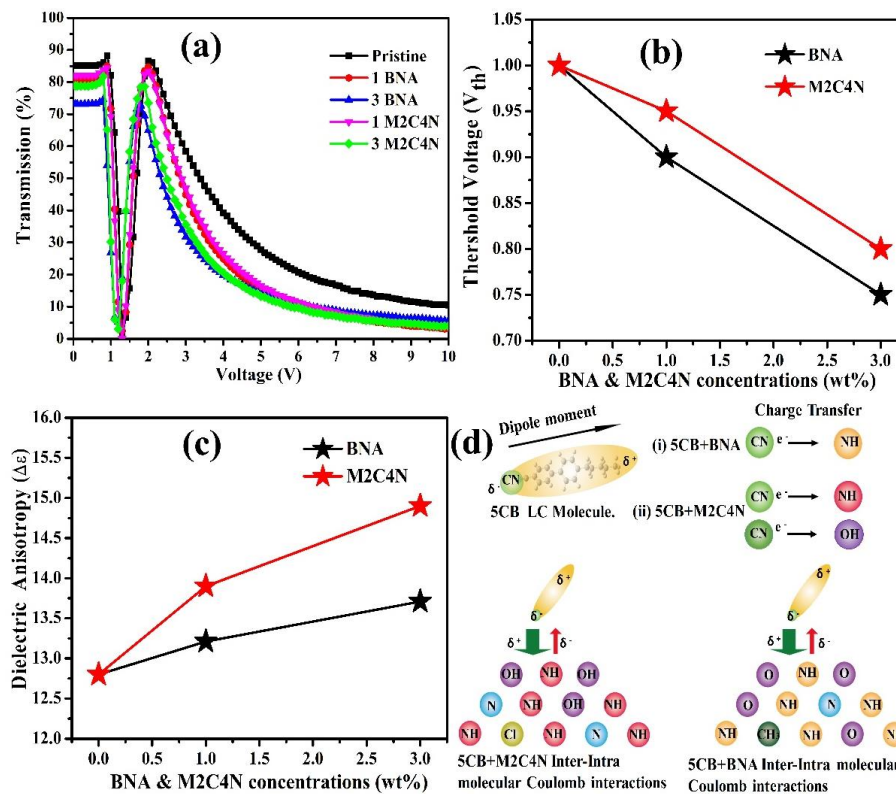 (a)
Pristine
1 BNA
3 BNA
1 M2C4N
3 M2C4N
Transmission (%)
100
90
80
70
60
50
40
30
20
10
0
0 1 2 3 4 5 6 7 8 9 10
Voltage (V)
(b)
BNA
M2C4N
Thershold Voltage (Vth)
1.05
1.00
0.95
0.90
0.85
0.80
0.75
0.70
0.0 0.5 1.0 1.5 2.0 2.5 3.0
BNA & M2C4N concentrations (wt%)
(c)
BNA
M2C4N
Dielectric Anisotropy (Δε)
16.0
15.5
15.0
14.5
14.0
13.5
13.0
12.5
12.0
0.0 0.5 1.0 1.5 2.0 2.5 3.0
BNA & M2C4N concentrations (wt%)
(d)
Dipole moment
CN
δ-
δ+
5CB LC Molecule.
Charge Transfer
(i) 5CB+BNA
CN e- NH
(ii) 5CB+M2C4N
CN e- NH
CN e- OH
δ+
δ-
δ+ δ-
OH NH OH
N NH OH NH
NH Cl NH N NH
5CB+M2C4N Inter-Intra
molecular Coulomb interactions
δ+
δ-
δ+ δ-
O NH O
O NH N NH
NH CH3 NH O N
5CB+BNA Inter-Intra molecular
Coulomb interactions